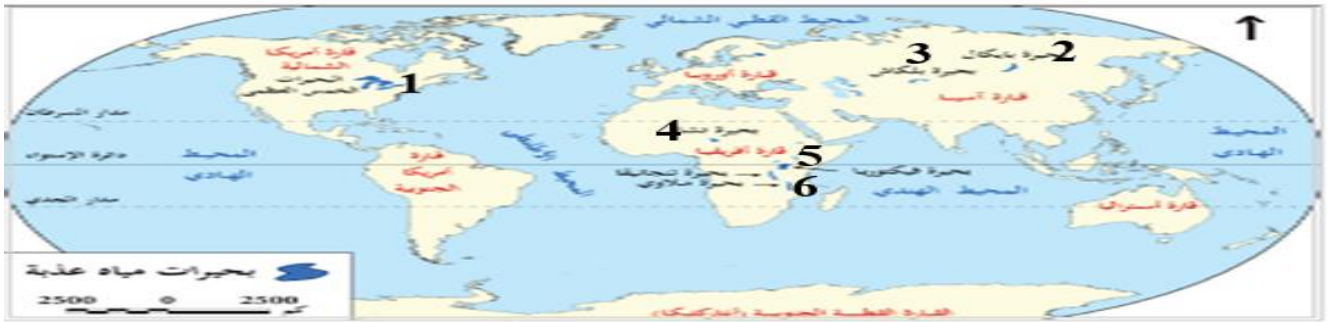 المحيط القطبي الشمالي
قارة أمريكا
الشمالية
البحيرات
الخمس العظمى
1
2
3
بحيرة بايكال
بحيرة بلكاش
قارة أوروبا
قارة آسيا
مدار السرطان
4
بحيرة تشاد
قارة أفريقيا
5
المحيط
الهادي
المحيط
الهادي
دائرة الإستواء
قارة
أمريكا
الجنوبية
المحيط الأطلسي
بحيرة فيكتوريا
بحيرة تنجانيقا
بحيرة ملاوي
6
المحيط الهندي
قارة أستراليا
مدار الجدي
بحيرات مياه عذبة
2500 0 2500
كم
القارة القطبية الجنوبية (أنتاركتيكا)